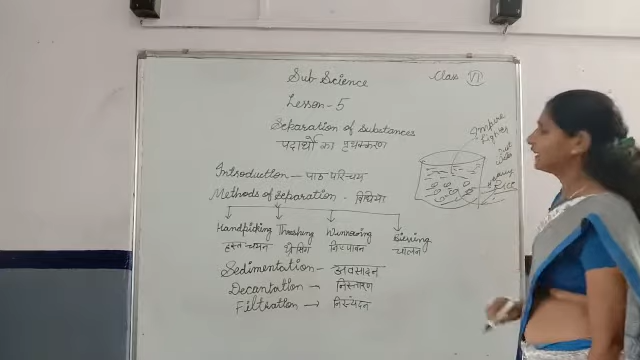 Sub Science
Class VI
Lesson - 5
Separation of substances
पदार्थो का पृथक्करण
Introduction - पाठ परिचय
Methods of separation - विधियां
Handpicking Threshing Winnowing Sieving
हस्त चयन थ्रेसिंग निष्पावन चालन
Sedimentation - अवसादन
Decantation → निस्तारण
Filtration → निस्यंदन
Rice